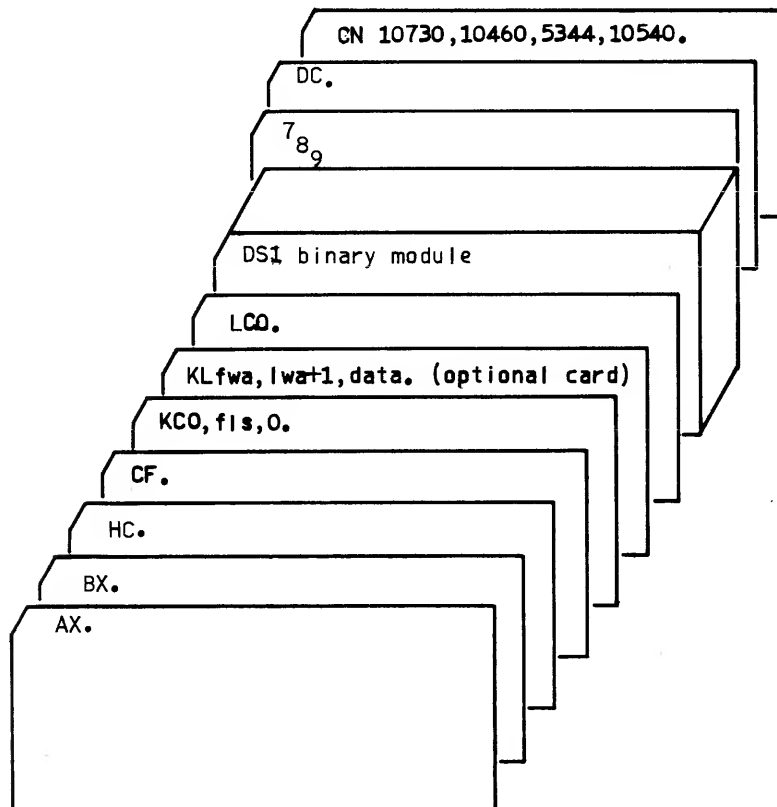 CN 10730,10460,5344,10540.
DC.
7
8
9
DS1 binary module
LCO.
KLfwa,lwa+1,data. (optional card)
KCO,fls,0.
CF.
HC.
BX.
AX.